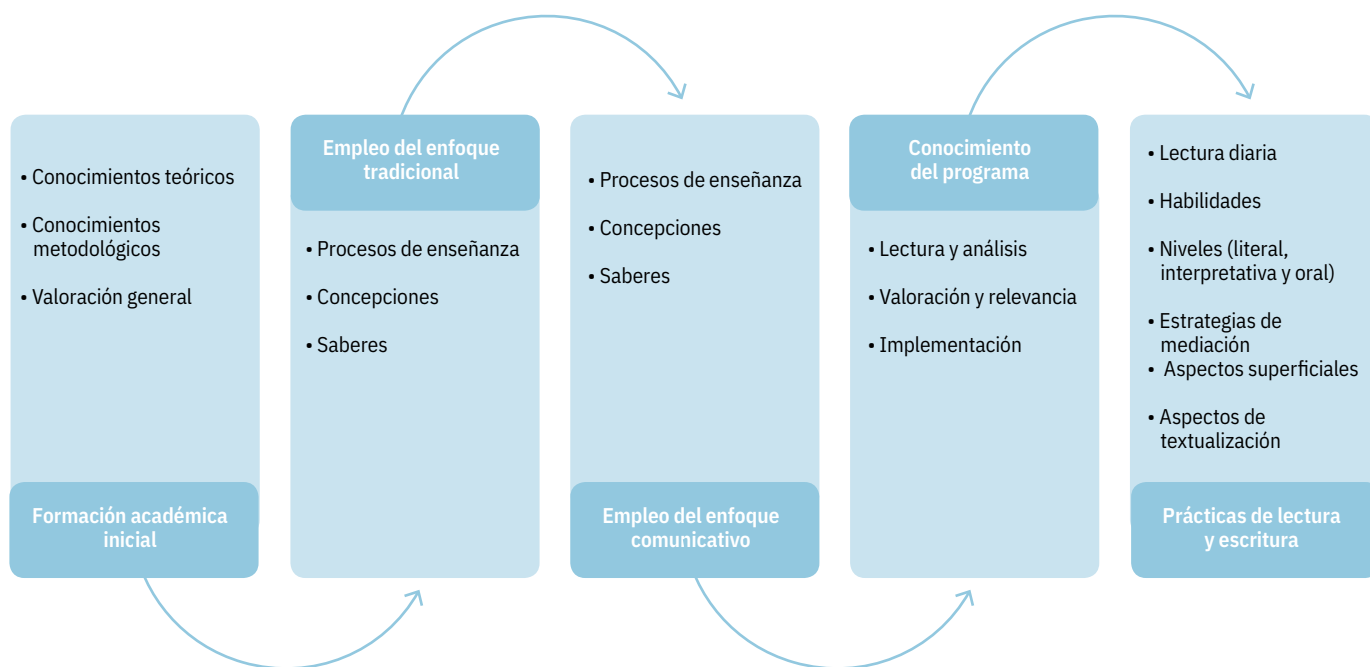 • Conocimientos teóricos
• Conocimientos
metodológicos
• Valoración general
Formación académica
inicial
Empleo del enfoque
tradicional
• Procesos de enseñanza
• Concepciones
• Saberes
• Procesos de enseñanza
• Concepciones
• Saberes
Empleo del enfoque
comunicativo
Conocimiento
del programa
• Lectura y análisis
• Valoración y relevancia
• Implementación
• Lectura diaria
• Habilidades
• Niveles (literal,
interpretativa y oral)
• Estrategias de
mediación
• Aspectos superficiales
• Aspectos de
textualización
Prácticas de lectura
y escritura